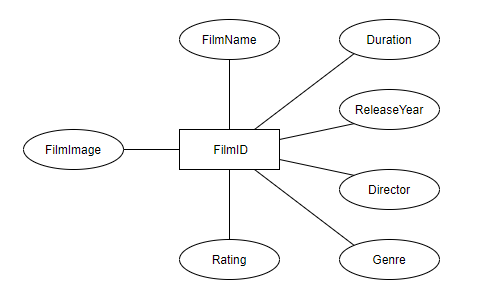 FilmName
Duration
ReleaseYear
FilmImage
FilmID
Director
Rating
Genre